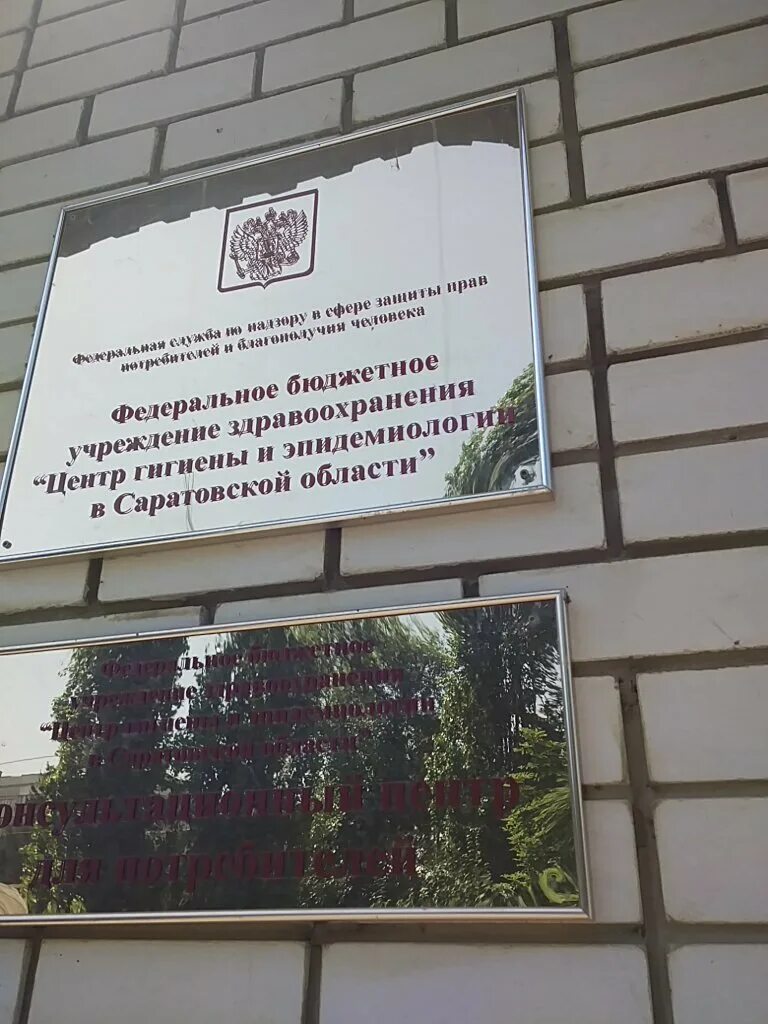 Федеральная служба по надзору в сфере защиты прав
потребителей и благополучия человека
Федеральное бюджетное
учреждение здравоохранения
“Центр гигиены и эпидемиологии
в Саратовской области”
Федеральное бюджетное
учреждение здравоохранения
“Центр гигиены и эпидемиологии
в Саратовской области”
онсультационный центр
для потребителей